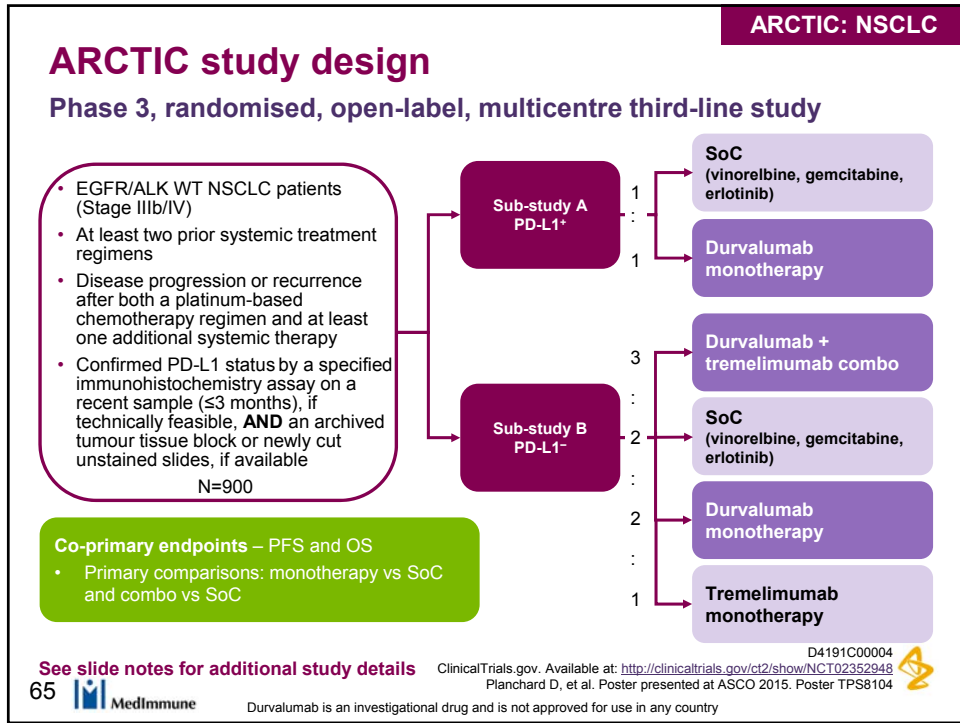 ARCTIC: NSCLC
ARCTIC study design
Phase 3, randomised, open-label, multicentre third-line study
• EGFR/ALK WT NSCLC patients
(Stage IIIb/IV)
• At least two prior systemic treatment
regimens
• Disease progression or recurrence
after both a platinum-based
chemotherapy regimen and at least
one additional systemic therapy
• Confirmed PD-L1 status by a specified
immunohistochemistry assay on a
recent sample (≤3 months), if
technically feasible, AND an archived
tumour tissue block or newly cut
unstained slides, if available
N=900
Sub-study A
PD-L1⁺
1
:
1
SoC
(vinorelbine, gemcitabine,
erlotinib)
Durvalumab
monotherapy
Sub-study B
PD-L1⁻
3
:
2
:
2
:
1
Durvalumab +
tremelimumab combo
SoC
(vinorelbine, gemcitabine,
erlotinib)
Durvalumab
monotherapy
Tremelimumab
monotherapy
Co-primary endpoints – PFS and OS
• Primary comparisons: monotherapy vs SoC
and combo vs SoC
D4191C00004
See slide notes for additional study details
ClinicalTrials.gov. Available at: http://clinicaltrials.gov/ct2/show/NCT02352948
Planchard D, et al. Poster presented at ASCO 2015. Poster TPS8104
65
MedImmune
Durvalumab is an investigational drug and is not approved for use in any country